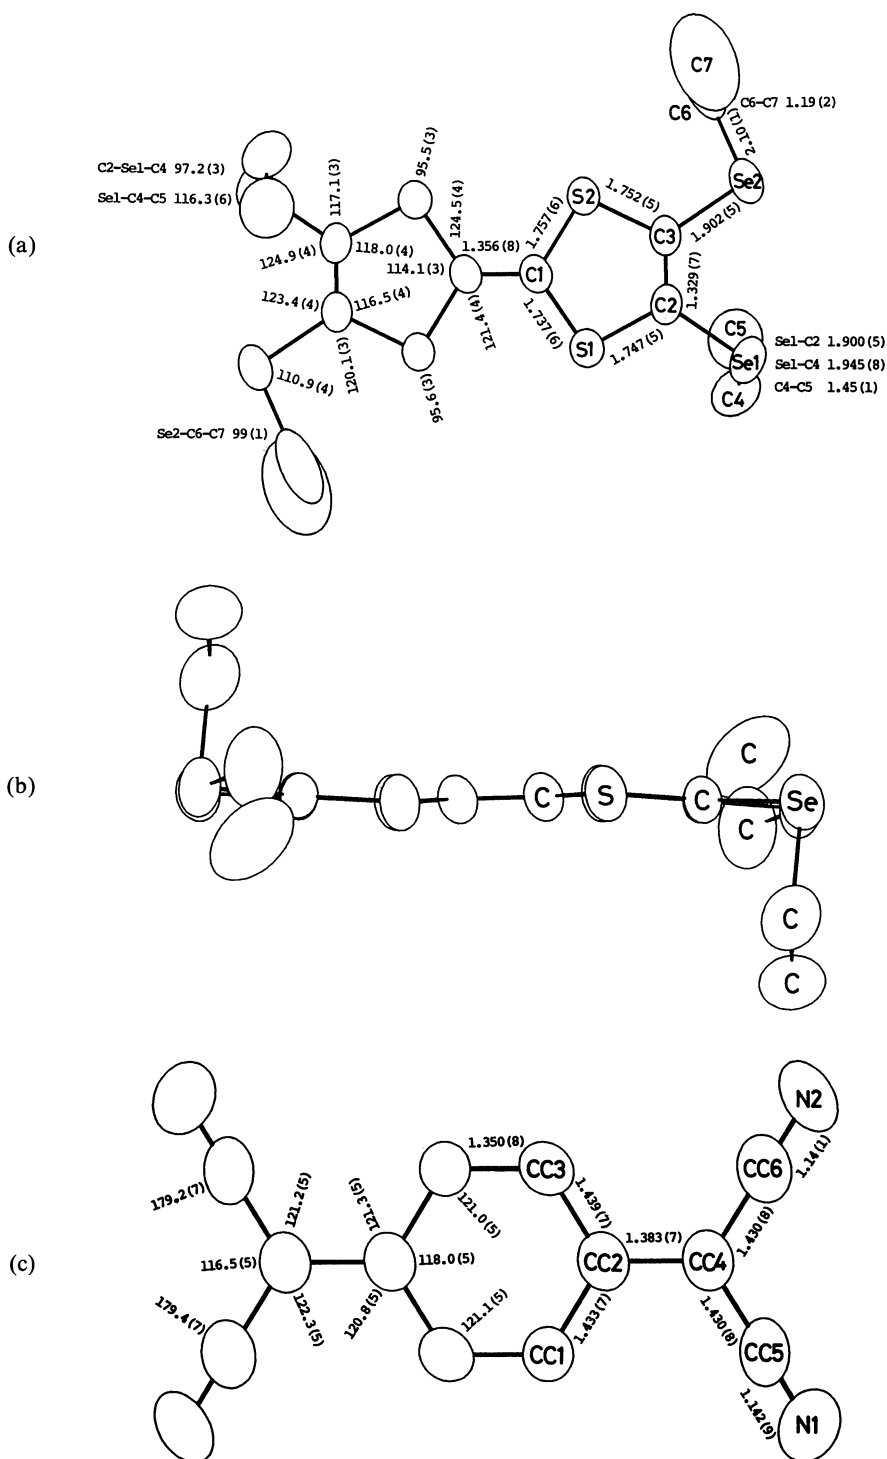 (a)
C7
C6-C7 1.19(2)
C6
2.10(1)
Se2
C2-Se1-C4 97.2(3)
Se1-C4-C5 116.3(6)
117.1(3)
95.5(3)
124.5(4)
S2
1.752(5)
1.757(6)
1.902(5)
C3
124.9(4)
118.0(4)
1.356(8)
114.1(3)
C1
1.329(7)
123.4(4)
116.5(4)
C2
121.4(4)
1.737(6)
C5
Se1-C2 1.900(5)
S1
1.747(5)
Se1
Se1-C4 1.945(8)
110.9(4)
120.1(3)
C4
C4-C5 1.45(1)
95.6(3)
Se2-C6-C7 99(1)
(b)
C
C
S
C
Se
C
C
C
(c)
N2
1.350(8)
CC3
CC6
1.14(1)
179.2(7)
121.2(5)
121.3(5)
121.0(5)
1.439(7)
1.430(8)
116.5(5)
118.0(5)
CC2
1.383(7)
CC4
179.4(7)
122.3(5)
120.8(5)
121.1(5)
1.433(7)
1.430(8)
CC1
CC5
1.142(9)
N1